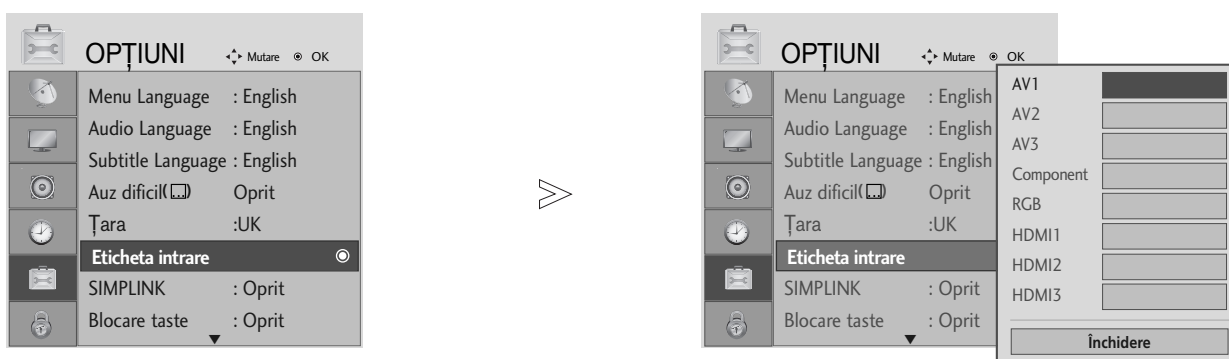 OPȚIUNI Mutare OK
Menu Language : English
Audio Language : English
Subtitle Language : English
Auz dificil( ) Oprit
Țara :UK
Eticheta intrare
SIMPLINK : Oprit
Blocare taste : Oprit
OPȚIUNI Mutare OK
Menu Language : English
Audio Language : English
Subtitle Language : English
Auz dificil( ) Oprit
Țara :UK
Eticheta intrare
SIMPLINK : Oprit
Blocare taste : Oprit
AV1
AV2
AV3
Component
RGB
HDMI1
HDMI2
HDMI3
Închidere